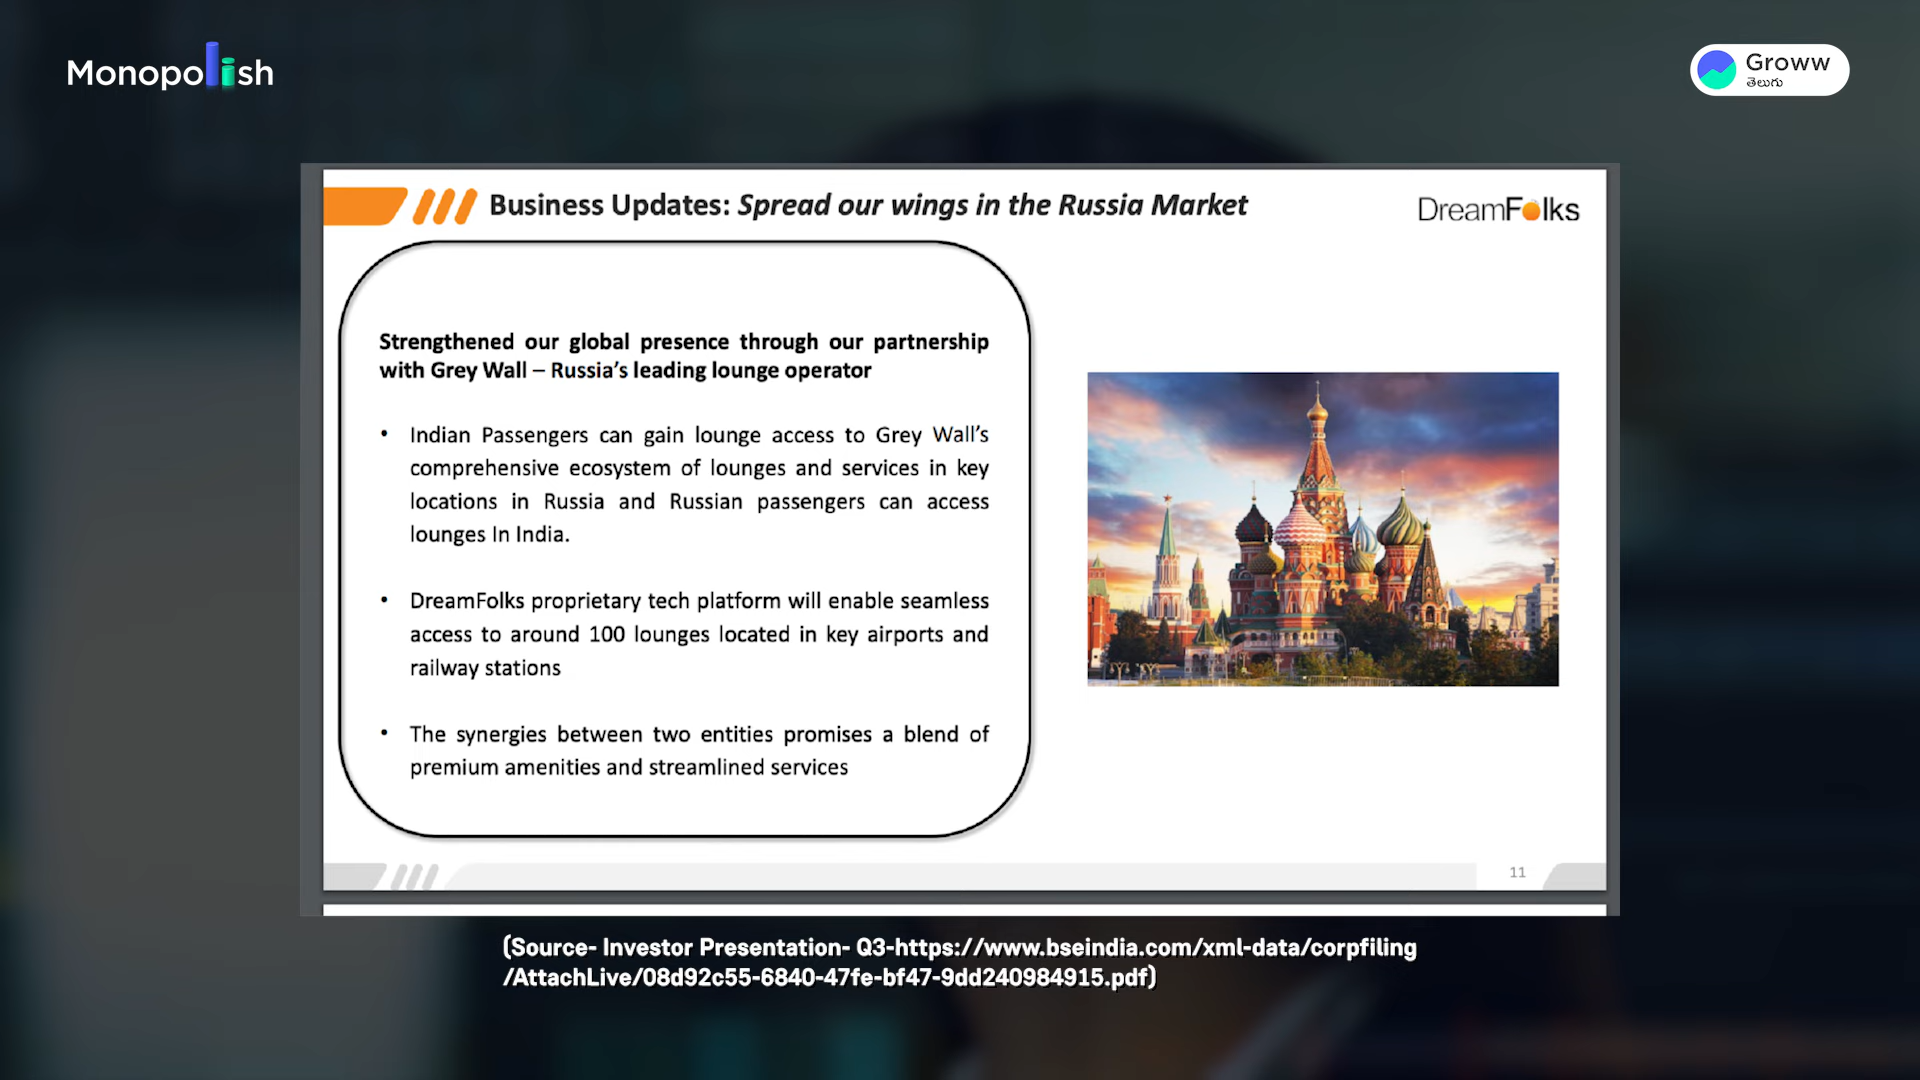 Monopolish
Groww
తెలుగు
Business Updates: Spread our wings in the Russia Market
DreamFolks
Strengthened our global presence through our partnership
with Grey Wall – Russia's leading lounge operator
• Indian Passengers can gain lounge access to Grey Wall's
comprehensive ecosystem of lounges and services in key
locations in Russia and Russian passengers can access
lounges In India.
• DreamFolks proprietary tech platform will enable seamless
access to around 100 lounges located in key airports and
railway stations
• The synergies between two entities promises a blend of
premium amenities and streamlined services
11
(Source- Investor Presentation- Q3-https://www.bseindia.com/xml-data/corpfiling
/AttachLive/08d92c55-6840-47fe-bf47-9dd240984915.pdf)